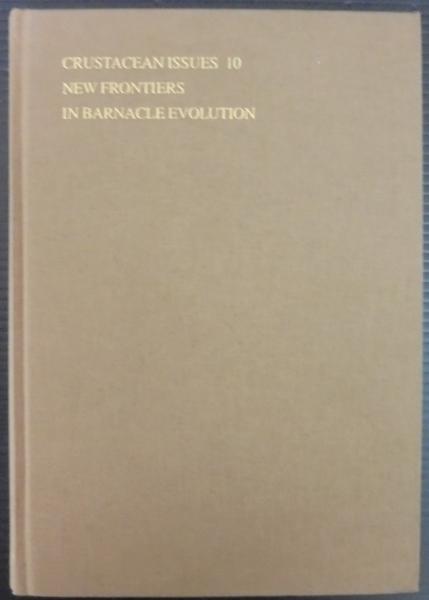 CRUSTACEAN ISSUES 10
NEW FRONTIERS
IN BARNACLE EVOLUTION